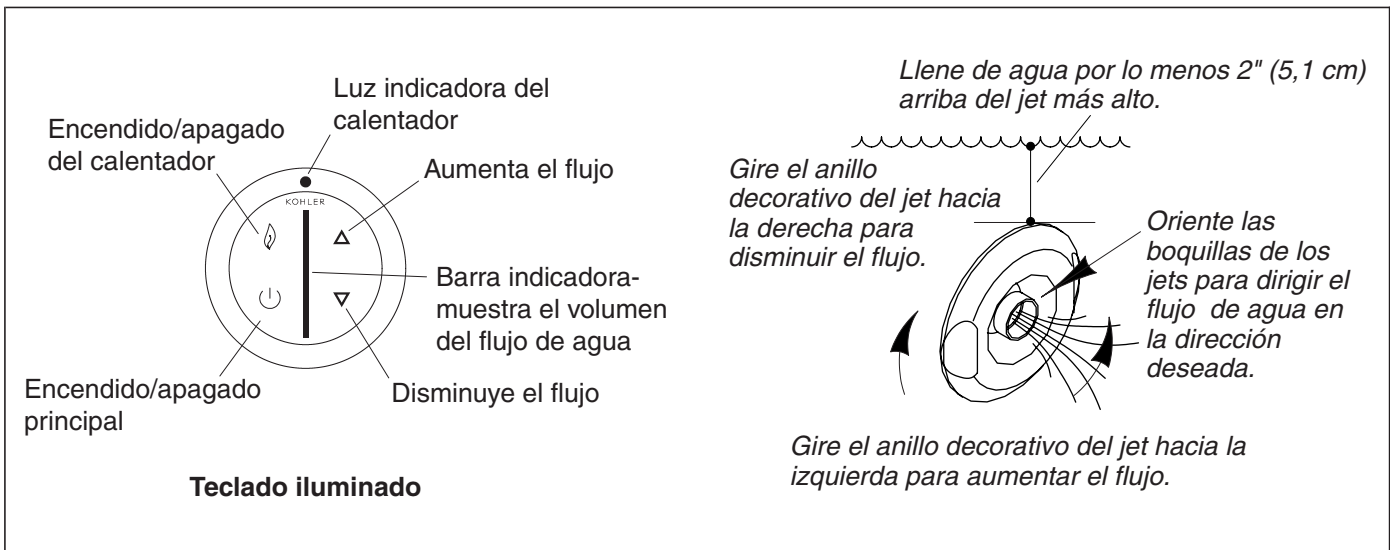 Luz indicadora del
calentador
Encendido/apagado
del calentador
Aumenta el flujo
KOHLER
Barra indicadora-
muestra el volumen
del flujo de agua
Encendido/apagado
principal
Disminuye el flujo
Teclado iluminado
Llene de agua por lo menos 2" (5,1 cm)
arriba del jet más alto.
Gire el anillo
decorativo del jet hacia
la derecha para
disminuir el flujo.
Oriente las
boquillas de los
jets para dirigir el
flujo de agua en
la dirección
deseada.
Gire el anillo decorativo del jet hacia la
izquierda para aumentar el flujo.